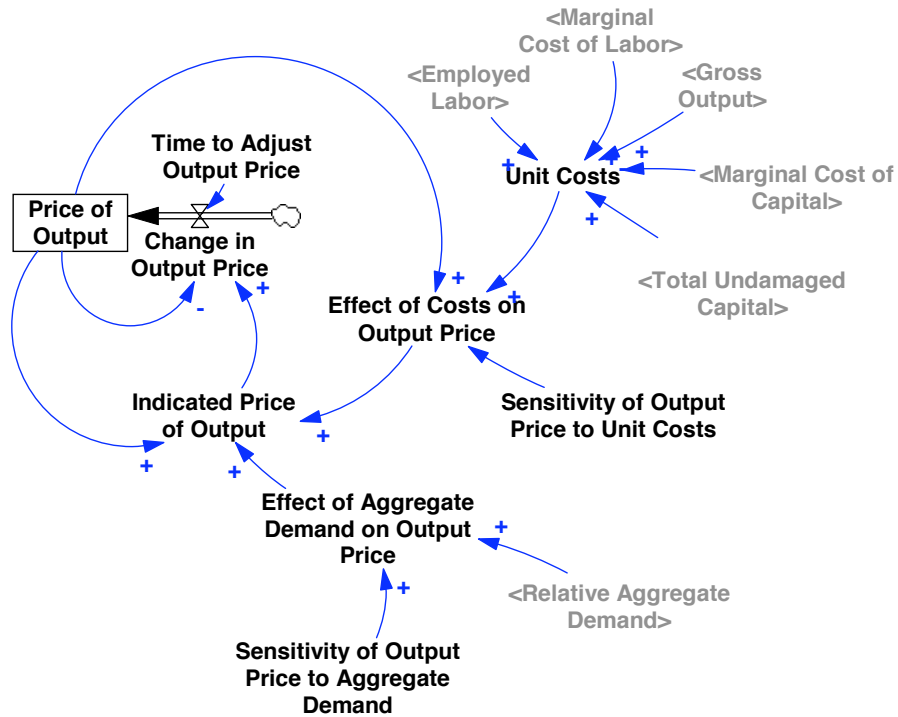 <Marginal
Cost of Labor>
<Employed
Labor>
<Gross
Output>
Time to Adjust
Output Price
+
+
+
Unit Costs
<Marginal Cost of
Capital>
Price of
Output
+
Change in
Output Price
+
+
<Total Undamaged
Capital>
-
+
Effect of Costs on
Output Price
Indicated Price
of Output
Sensitivity of Output
Price to Unit Costs
+
+
+
Effect of Aggregate
Demand on Output
Price
+
<Relative Aggregate
Demand>
+
Sensitivity of Output
Price to Aggregate
Demand